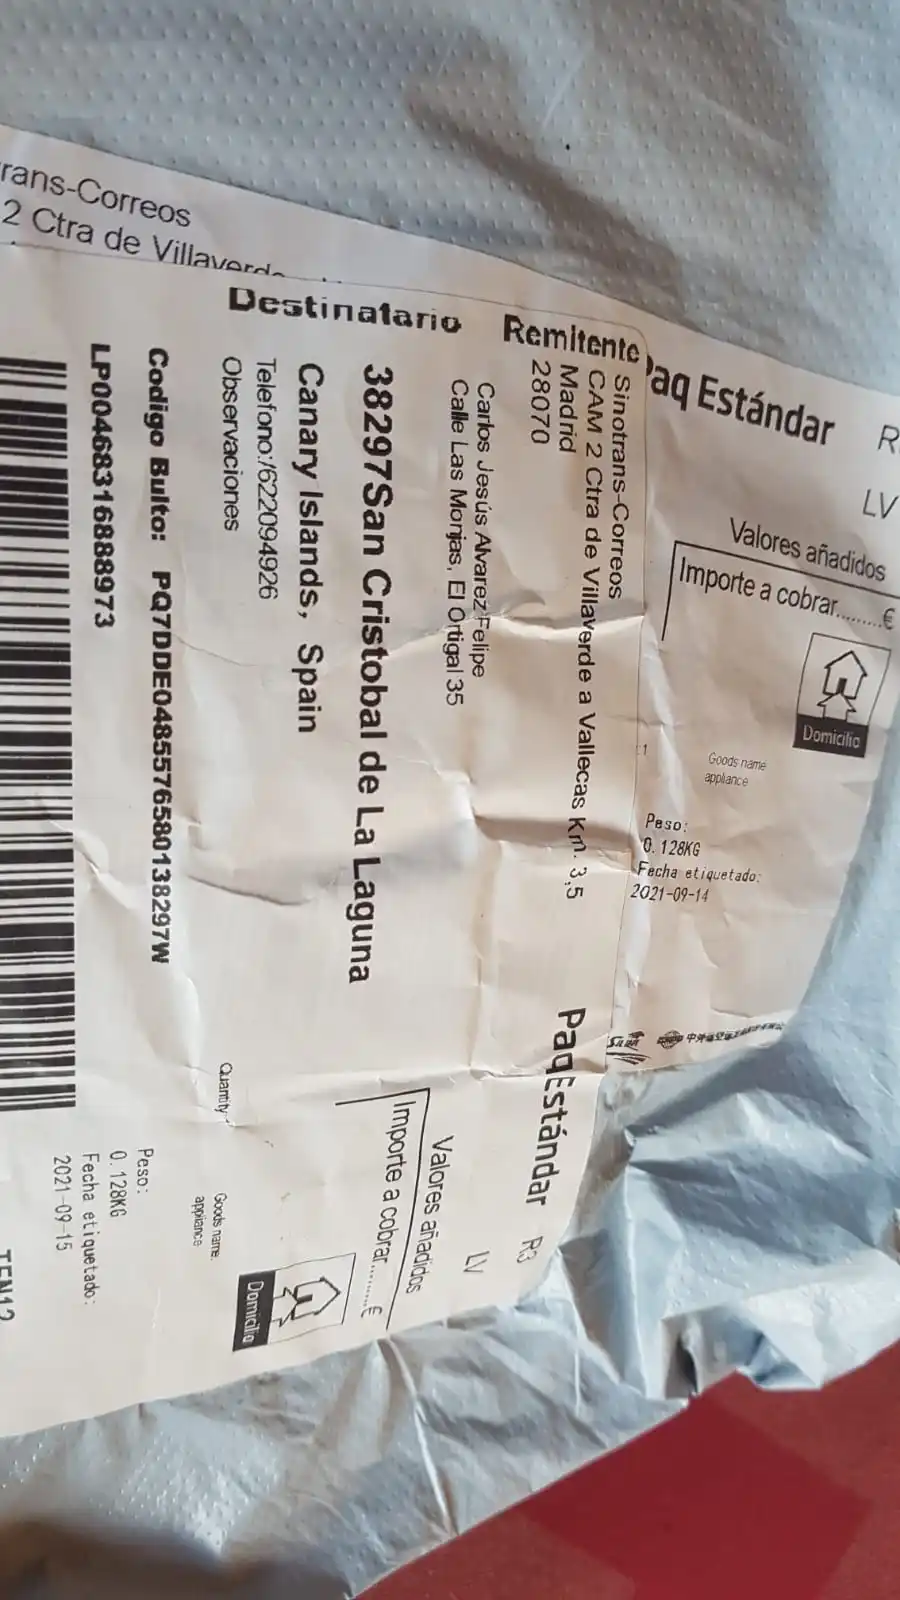 rans-Correos
2 Ctra de Villaverde
Paq Estándar
LV
Valores añadidos
Importe a cobrar.........€
Domicilio
Goods name
appliance
Peso:
0.128KG
Fecha etiquetado:
2021-09-14
Remitente
Sinotrans-Correos
CAM 2 Ctra de Villaverde a Vallecas Km. 3,5
Madrid
28070
PaqEstándar R3
LV
Destinatario
Carlos Jesús Alvarez Felipe
Calle Las Monjas, El Ortigal 35
38297San Cristobal de La Laguna
Canary Islands, Spain
Telefono:/622094926
Observaciones
Valores añadidos
Importe a cobrar.........€
Domicilio
Quantity
Goods name:
appliance
Codigo Bulto: PQ7DDE0485576580138297W
LP00468316888973
Peso:
0.128KG
Fecha etiquetado:
2021-09-15